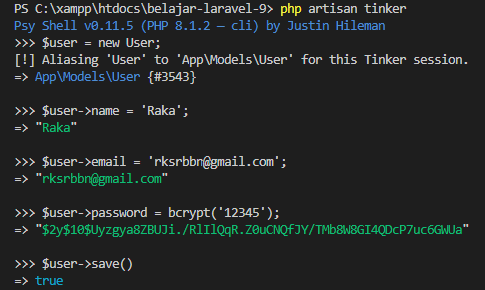 PS C:\xampp\htdocs\belajar-laravel-9> php artisan tinker
Psy Shell v0.11.5 (PHP 8.1.2 — cli) by Justin Hileman
>>> $user = new User;
[!] Aliasing 'User' to 'App\Models\User' for this Tinker session.
=> App\Models\User {#3543}
>>> $user->name = 'Raka';
=> "Raka"
>>> $user->email = 'rksrbbn@gmail.com';
=> "rksrbbn@gmail.com"
>>> $user->password = bcrypt('12345');
=> "$2y$10$Uyzgya8ZBUJi./RlIlQqR.Z0uCNQfJY/TMb8W8GI4QDcP7uc6GWUa"
>>> $user->save()
=> true